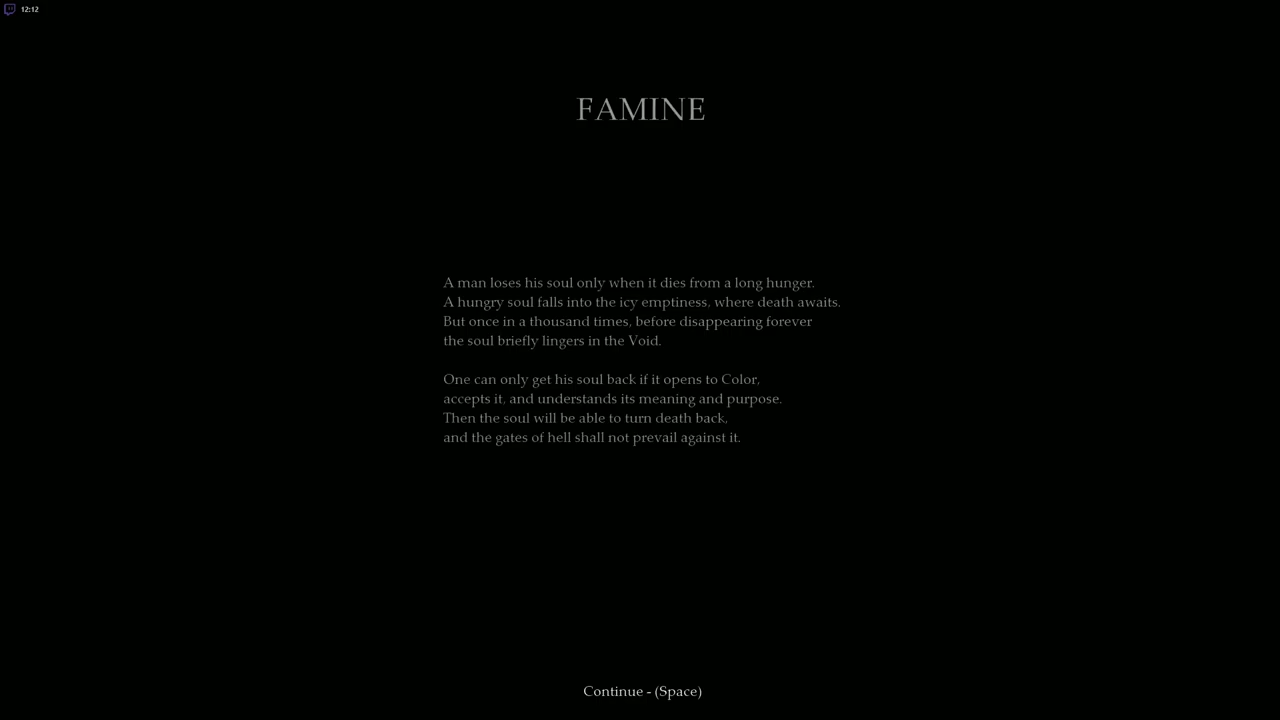 12:12
FAMINE
A man loses his soul only when it dies from a long hunger.
A hungry soul falls into the icy emptiness, where death awaits.
But once in a thousand times, before disappearing forever
the soul briefly lingers in the Void.
One can only get his soul back if it opens to Color,
accepts it, and understands its meaning and purpose.
Then the soul will be able to turn death back,
and the gates of hell shall not prevail against it.
Continue - (Space)